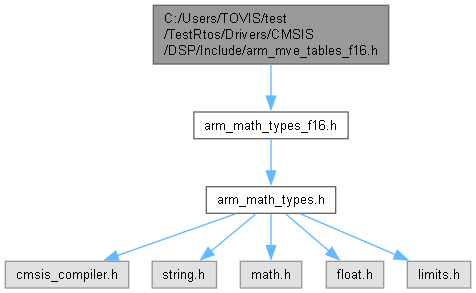 C:/Users/TOVIS/test
/TestRtos/Drivers/CMSIS
/DSP/Include/arm_mve_tables_f16.h
arm_math_types_f16.h
arm_math_types.h
cmsis_compiler.h
string.h
math.h
float.h
limits.h